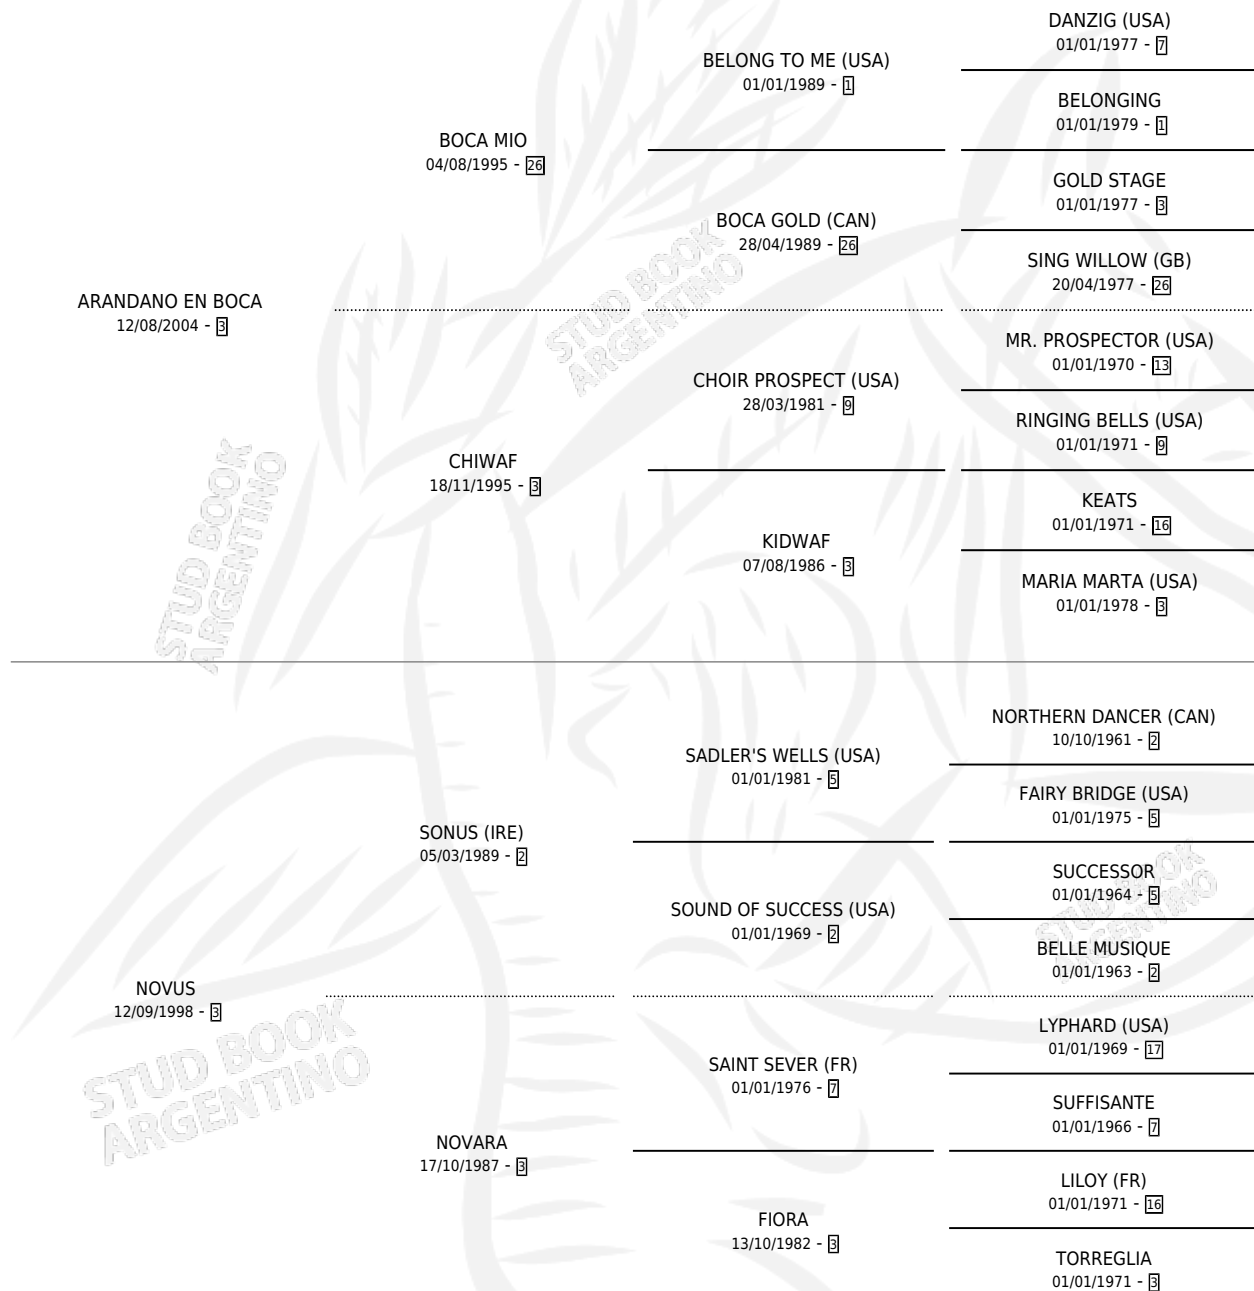 ARANDANO EN BOCA
12/08/2004 - 3
BOCA MIO
04/08/1995 - 26
CHIWAF
18/11/1995 - 3
BELONG TO ME (USA)
01/01/1989 - 1
BOCA GOLD (CAN)
28/04/1989 - 26
CHOIR PROSPECT (USA)
28/03/1981 - 9
KIDWAF
07/08/1986 - 3
DANZIG (USA)
01/01/1977 - 7
BELONGING
01/01/1979 - 1
GOLD STAGE
01/01/1977 - 3
SING WILLOW (GB)
20/04/1977 - 26
MR. PROSPECTOR (USA)
01/01/1970 - 13
RINGING BELLS (USA)
01/01/1971 - 9
KEATS
01/01/1971 - 16
MARIA MARTA (USA)
01/01/1978 - 3
STUD BOOK
ARGENTINO
STUD BOOK
ARGENTINO
NOVUS
12/09/1998 - 3
SONUS (IRE)
05/03/1989 - 2
NOVARA
17/10/1987 - 3
SADLER'S WELLS (USA)
01/01/1981 - 5
SOUND OF SUCCESS (USA)
01/01/1969 - 2
SAINT SEVER (FR)
01/01/1976 - 7
FIORA
13/10/1982 - 3
NORTHERN DANCER (CAN)
10/10/1961 - 2
FAIRY BRIDGE (USA)
01/01/1975 - 5
SUCCESSOR
01/01/1964 - 5
BELLE MUSIQUE
01/01/1963 - 2
LYPHARD (USA)
01/01/1969 - 17
SUFFISANTE
01/01/1966 - 7
LILOY (FR)
01/01/1971 - 16
TORREGLIA
01/01/1971 - 3
STUD BOOK
ARGENTINO
STUD BOOK
ARGENTINO